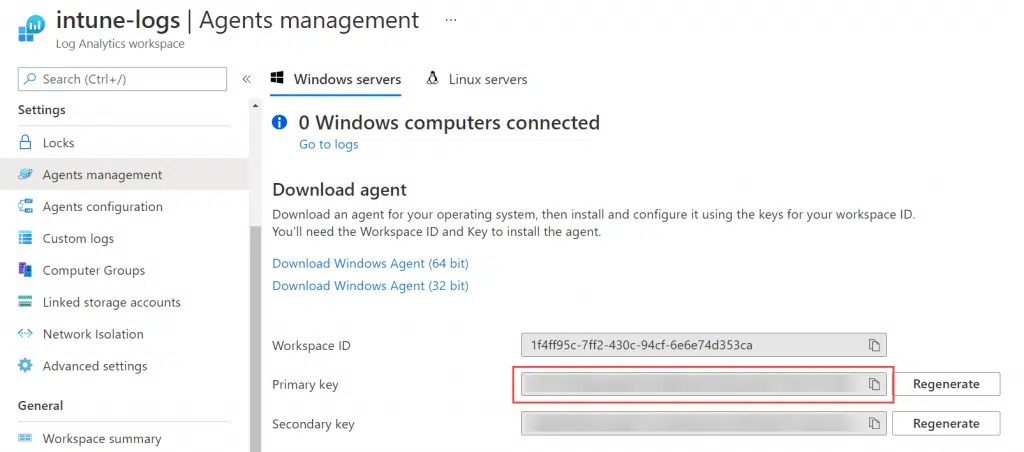 intune-logs | Agents management ...
Log Analytics workspace
Search (Ctrl+/)
«
Windows servers
Linux servers
Settings
Locks
Agents management
Agents configuration
Custom logs
Computer Groups
Linked storage accounts
Network Isolation
Advanced settings
General
Workspace summary
0 Windows computers connected
Go to logs
Download agent
Download an agent for your operating system, then install and configure it using the keys for your workspace ID.
You'll need the Workspace ID and Key to install the agent.
Download Windows Agent (64 bit)
Download Windows Agent (32 bit)
Workspace ID
1f4ff95c-7ff2-430c-94cf-6e6e74d353ca
Primary key
Regenerate
Secondary key
Regenerate